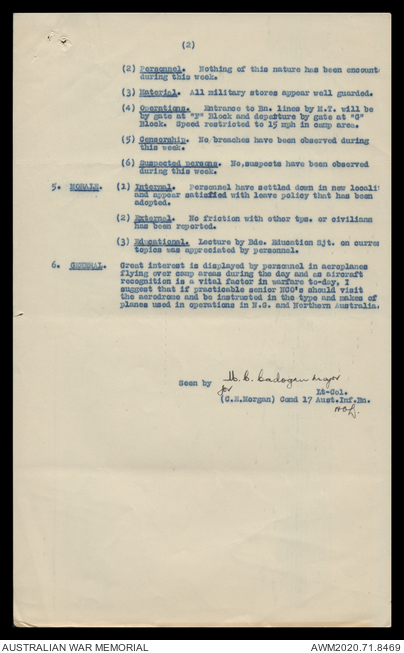 (2)
(2) Personnel. Nothing of this nature has been encounte
during this week.
(3) Material. All military stores appear well guarded.
(4) Operations. Entrance to Bn. lines by M.T. will be
by gate at "F" Block and departure by gate at "G"
Block. Speed restricted to 15 mph in camp area.
(5) Censorship. No breaches have been observed during
this week.
(6) Suspected persons. No suspects have been observed
during this week.
5. MORALE. (1) Internal. Personnel have settled down in new locali
and appear satisfied with leave policy that has been
adopted.
(2) External. No friction with other tps. or civilians
has been reported.
(3) Educational. Lecture by Bde. Education Sjt. on curren
topics was appreciated by personnel.
6. GENERAL. Great interest is displayed by personnel in aeroplanes
flying over camp areas during the day and as aircraft
recognition is a vital factor in warfare to-day, I
suggest that if practicable senior NCO's should visit
the aerodrome and be instructed in the type and makes of
planes used in operations in N.G. and Northern Australia.
Seen by Cadogan Major
for Lt-Col.
(C.E.Morgan) Comd 17 Aust.Inf.Bn.
AUSTRALIAN WAR MEMORIAL AWM2020.71.8469